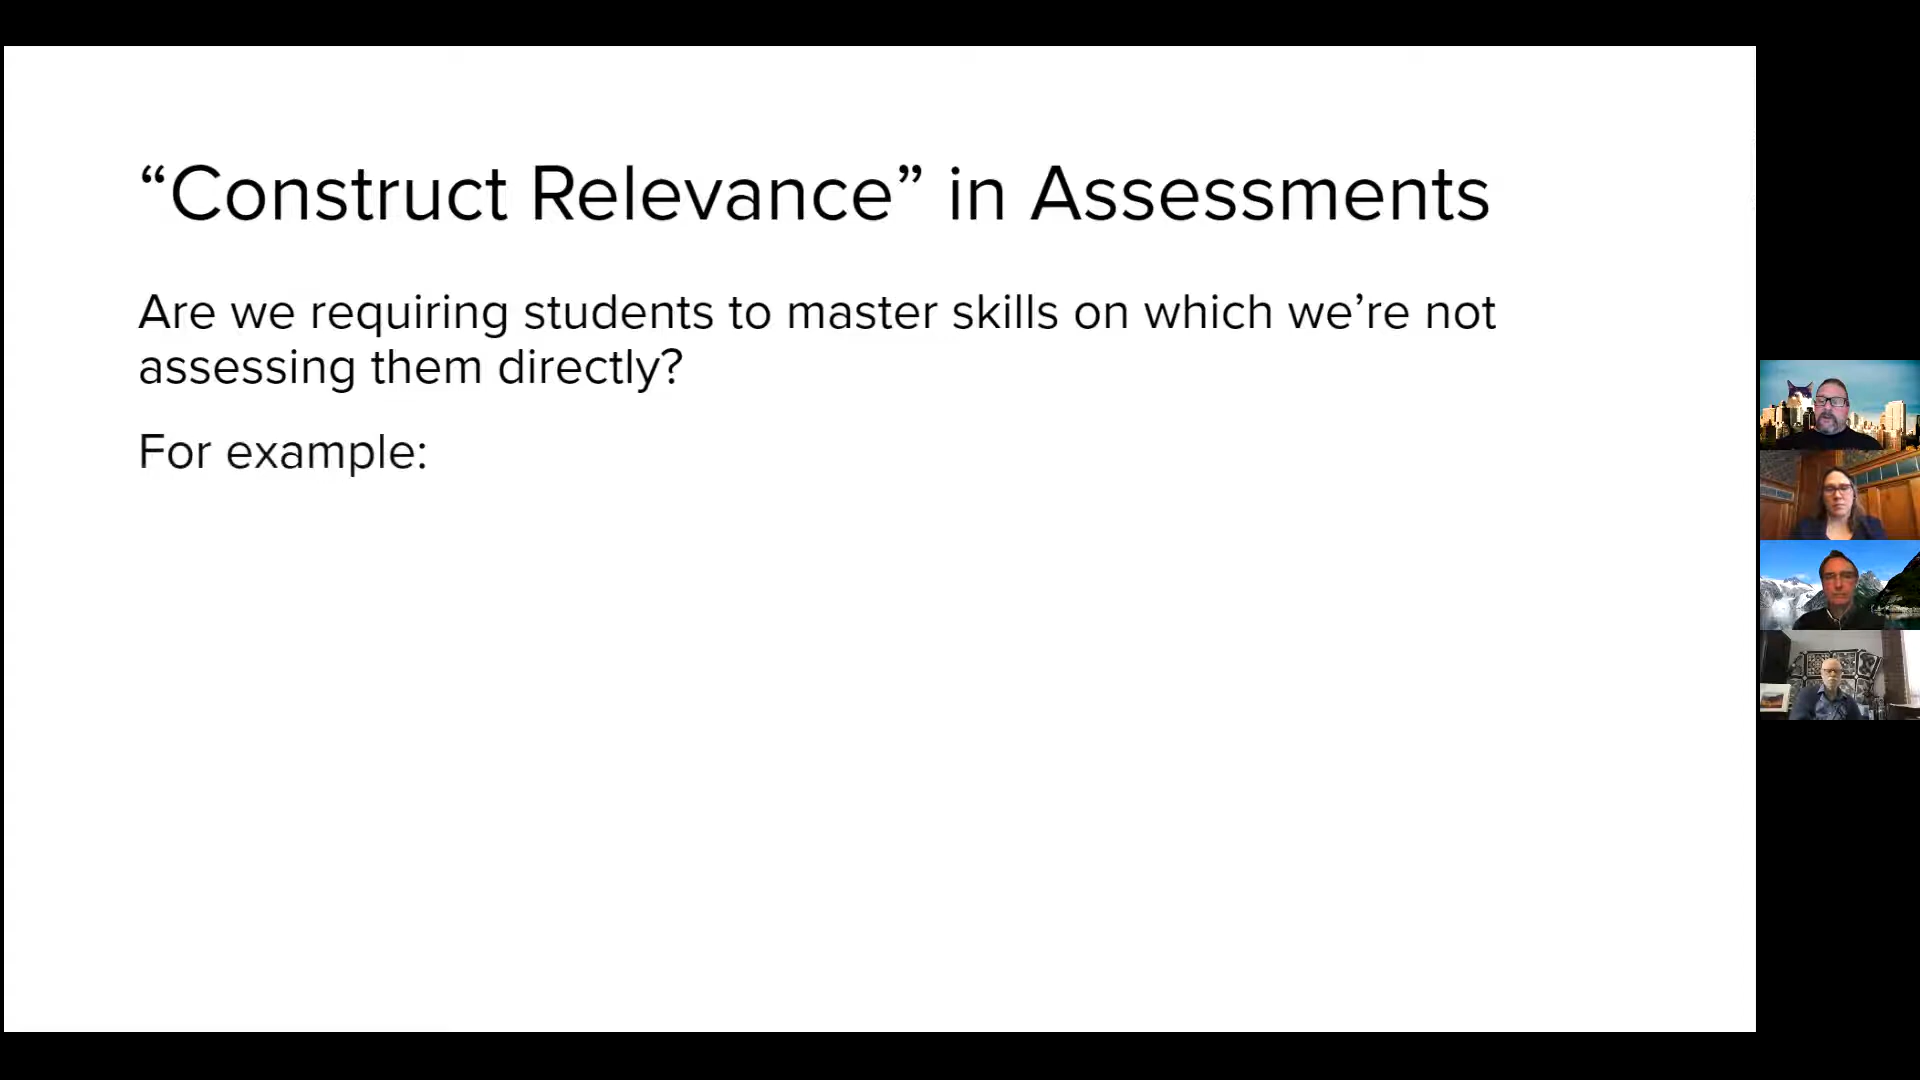 “Construct Relevance” in Assessments
Are we requiring students to master skills on which we’re not
assessing them directly?
For example: